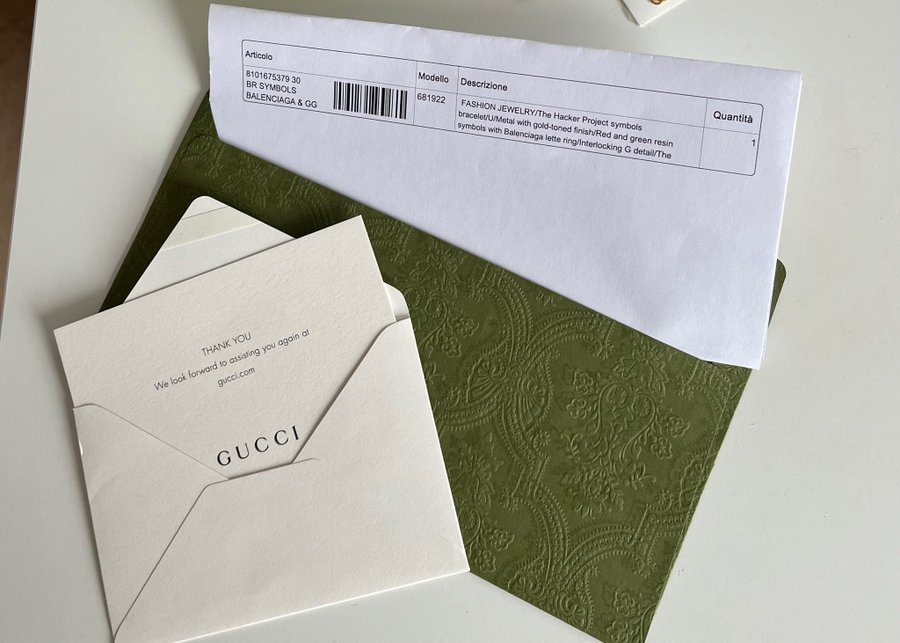 Articolo
Modello
Descrizione
Quantità
8101675379 30
BR SYMBOLS
BALENCIAGA & GG
681922
FASHION JEWELRY/The Hacker Project symbols
bracelet/U/Metal with gold-toned finish/Red and green resin
symbols with Balenciaga lette ring/Interlocking G detail/The
1
THANK YOU
We look forward to assisting you again at
gucci.com
GUCCI